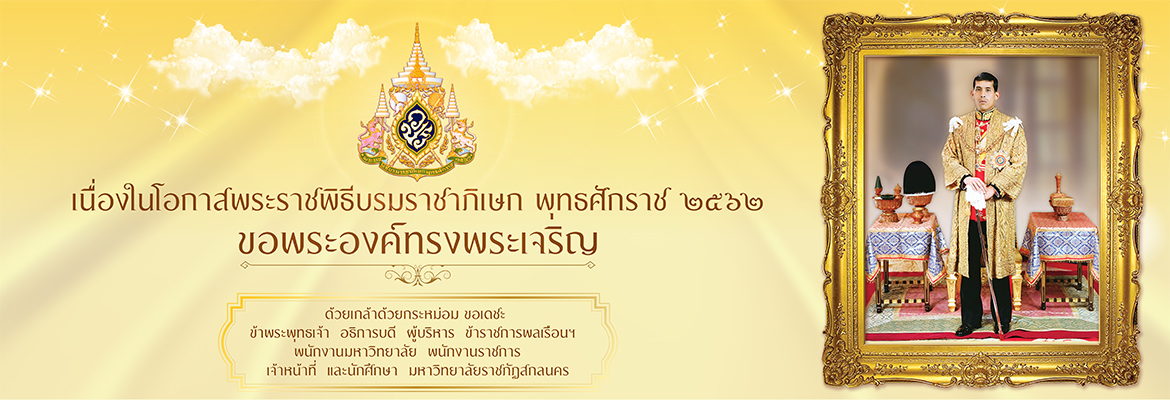 เนื่องในโอกาสพระราชพิธีบรมราชาภิเษก พุทธศักราช ๒๕๖๒
ขอพระองค์ทรงพระเจริญ
ด้วยเกล้าด้วยกระหม่อม ขอเดชะ
ข้าพระพุทธเจ้า อธิการบดี ผู้บริหาร ข้าราชการพลเรือนฯ
พนักงานมหาวิทยาลัย พนักงานราชการ
เจ้าหน้าที่ และนักศึกษา มหาวิทยาลัยราชภัฏสกลนคร